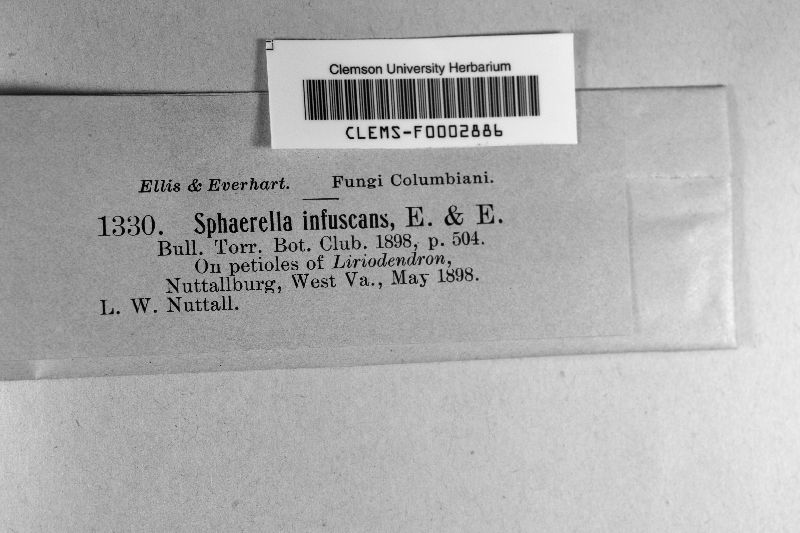 Clemson University Herbarium
CLEMS-F0002886
Ellis & Everhart. Fungi Columbiani.
1330. Sphaerella infuscans, E. & E.
Bull. Torr. Bot. Club. 1898, p. 504.
On petioles of Liriodendron,
Nuttallburg, West Va., May 1898.
L. W. Nuttall.